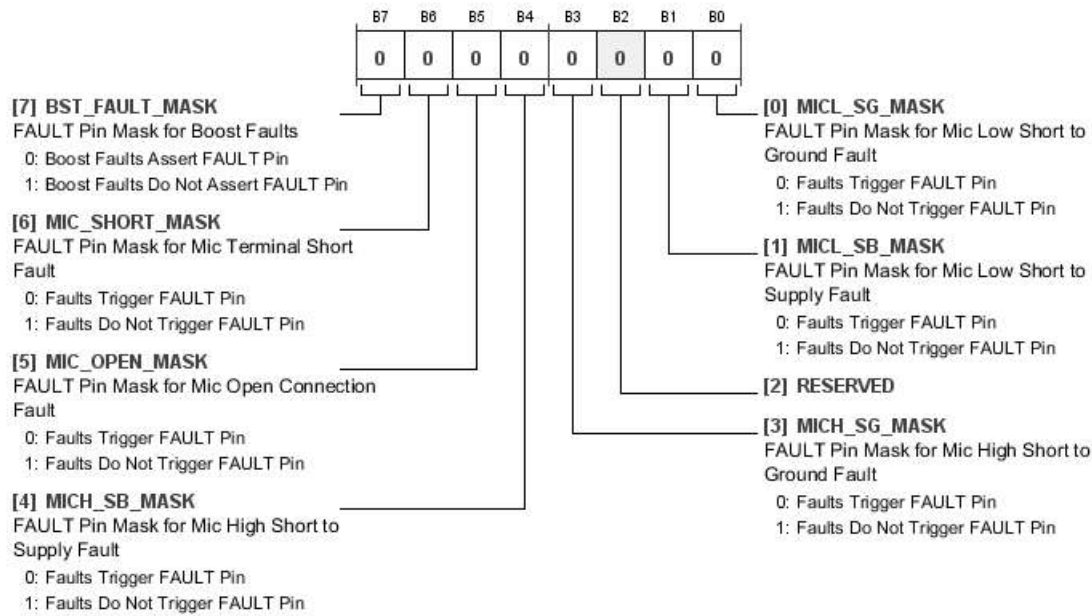 B7 B6 B5 B4 B3 B2 B1 B0
0 0 0 0 0 0 0 0
[7] BST_FAULT_MASK
FAULT Pin Mask for Boost Faults
0: Boost Faults Assert FAULT Pin
1: Boost Faults Do Not Assert FAULT Pin
[6] MIC_SHORT_MASK
FAULT Pin Mask for Mic Terminal Short
Fault
0: Faults Trigger FAULT Pin
1: Faults Do Not Trigger FAULT Pin
[5] MIC_OPEN_MASK
FAULT Pin Mask for Mic Open Connection
Fault
0: Faults Trigger FAULT Pin
1: Faults Do Not Trigger FAULT Pin
[4] MICH_SB_MASK
FAULT Pin Mask for Mic High Short to
Supply Fault
0: Faults Trigger FAULT Pin
1: Faults Do Not Trigger FAULT Pin
[0] MICL_SG_MASK
FAULT Pin Mask for Mic Low Short to
Ground Fault
0: Faults Trigger FAULT Pin
1: Faults Do Not Trigger FAULT Pin
[1] MICL_SB_MASK
FAULT Pin Mask for Mic Low Short to
Supply Fault
0: Faults Trigger FAULT Pin
1: Faults Do Not Trigger FAULT Pin
[2] RESERVED
[3] MICH_SG_MASK
FAULT Pin Mask for Mic High Short to
Ground Fault
0: Faults Trigger FAULT Pin
1: Faults Do Not Trigger FAULT Pin